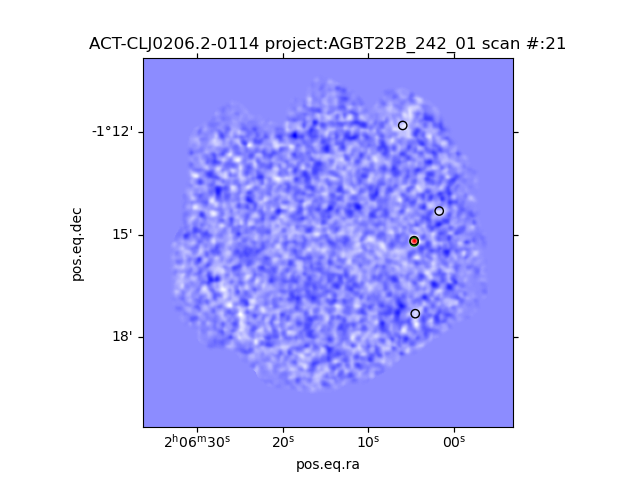 ACT-CLJ0206.2-0114 project:AGBT22B_242_01 scan #:21
-1°12'
15'
18'
pos.eq.dec
2ʰ06ᵐ30ˢ 20ˢ 10ˢ 00ˢ
pos.eq.ra